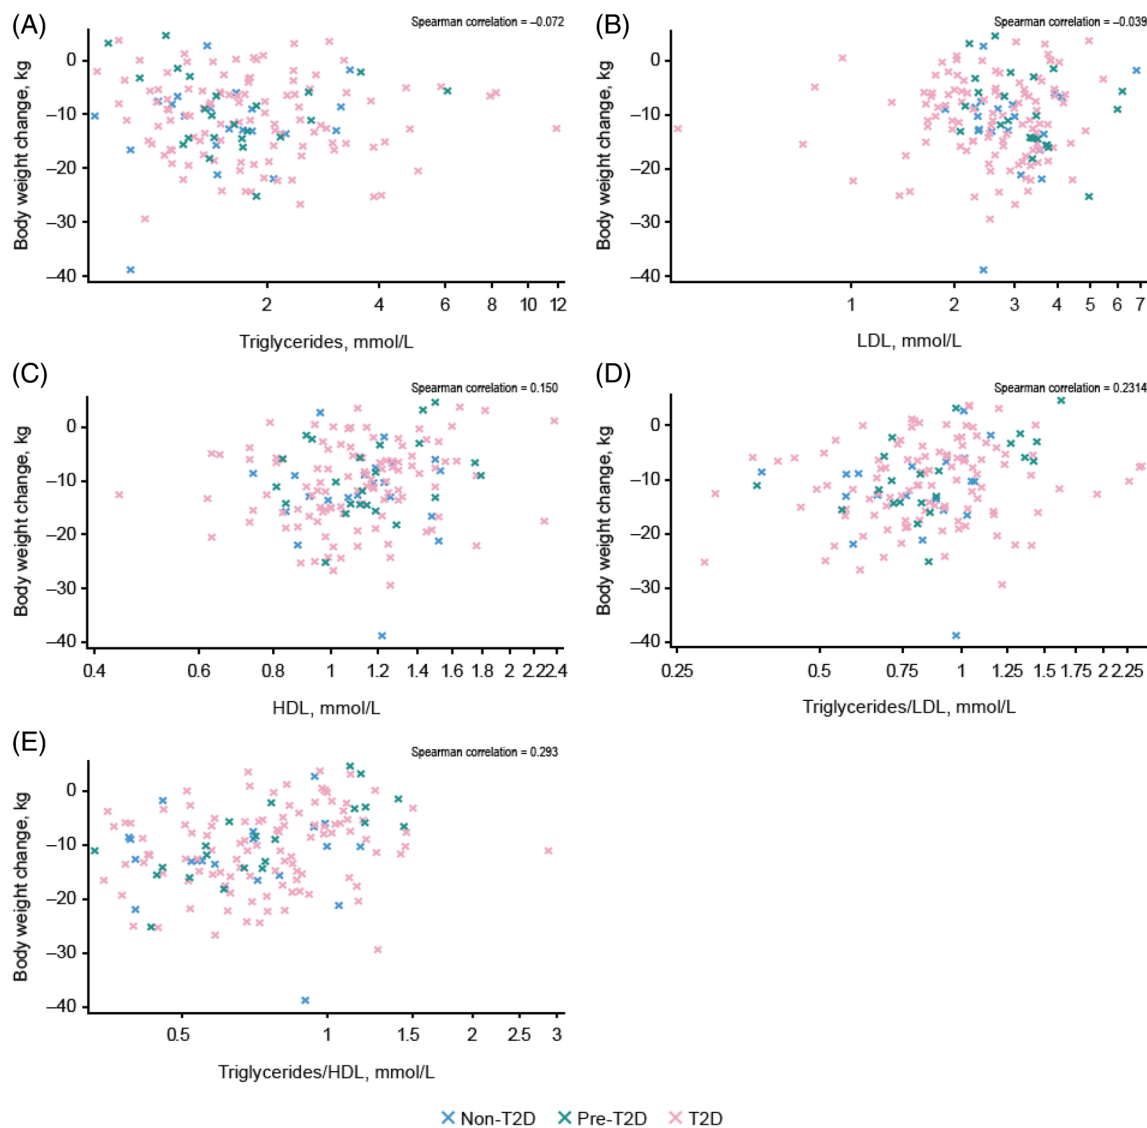 (A)
Spearman correlation = –0.072
Body weight change, kg
0
–10
–20
–30
–40
2 4 6 8 10 12
Triglycerides, mmol/L
(B)
Spearman correlation = –0.039
Body weight change, kg
0
–10
–20
–30
–40
1 2 3 4 5 6 7
LDL, mmol/L
(C)
Spearman correlation = 0.150
Body weight change, kg
0
–10
–20
–30
–40
0.4 0.6 0.8 1 1.2 1.4 1.6 1.8 2 2.22.4
HDL, mmol/L
(D)
Spearman correlation = 0.2314
Body weight change, kg
0
–10
–20
–30
–40
0.25 0.5 0.75 1 1.25 1.5 1.75 2 2.25
Triglycerides/LDL, mmol/L
(E)
Spearman correlation = 0.293
Body weight change, kg
0
–10
–20
–30
–40
0.5 1 1.5 2 2.5 3
Triglycerides/HDL, mmol/L
Non-T2D Pre-T2D T2D